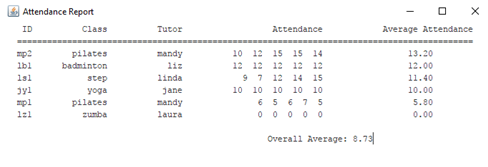 Attendance Report
ID Class Tutor Attendance Average Attendance
================================================================================
mp2 pilates mandy 10 12 15 15 14 13.20
lb1 badminton liz 12 12 12 12 12 12.00
ls1 step linda 9 7 12 14 15 11.40
jy1 yoga jane 10 10 10 10 10 10.00
mp1 pilates mandy 6 5 6 7 5 5.80
lz1 zumba laura 0 0 0 0 0 0.00
Overall Average: 8.73